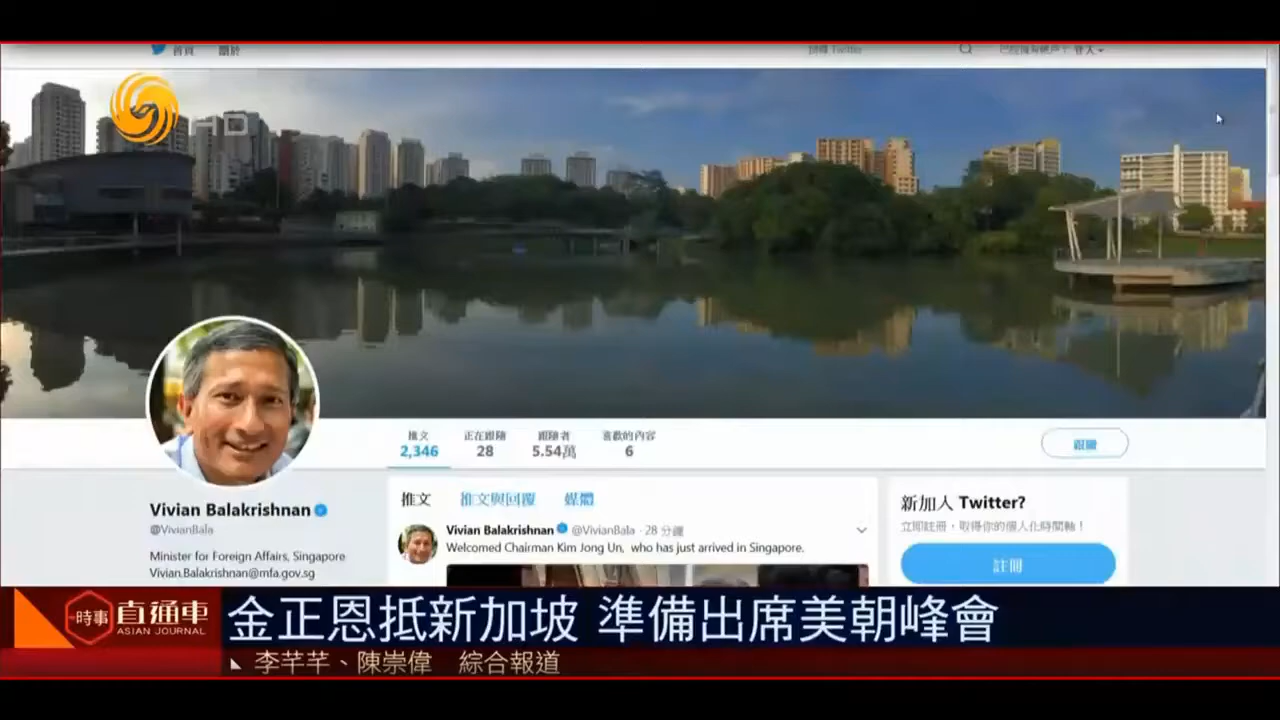 首頁 關於
HD
推文 正在跟隨 跟隨者 喜歡的內容
2,346 28 5.54萬 6
跟隨
Vivian Balakrishnan
@VivianBala
Minister for Foreign Affairs, Singapore
Vivian.Balakrishnan@mfa.gov.sg
推文 推文與回覆 媒體
Vivian Balakrishnan @VivianBala · 28 分鐘
Welcomed Chairman Kim Jong Un, who has just arrived in Singapore.
新加入 Twitter?
立即註冊，取得你的個人化時間軸！
註冊
時事 直通車
ASIAN JOURNAL
金正恩抵新加坡 準備出席美朝峰會
李芊芊、陳崇偉 綜合報道